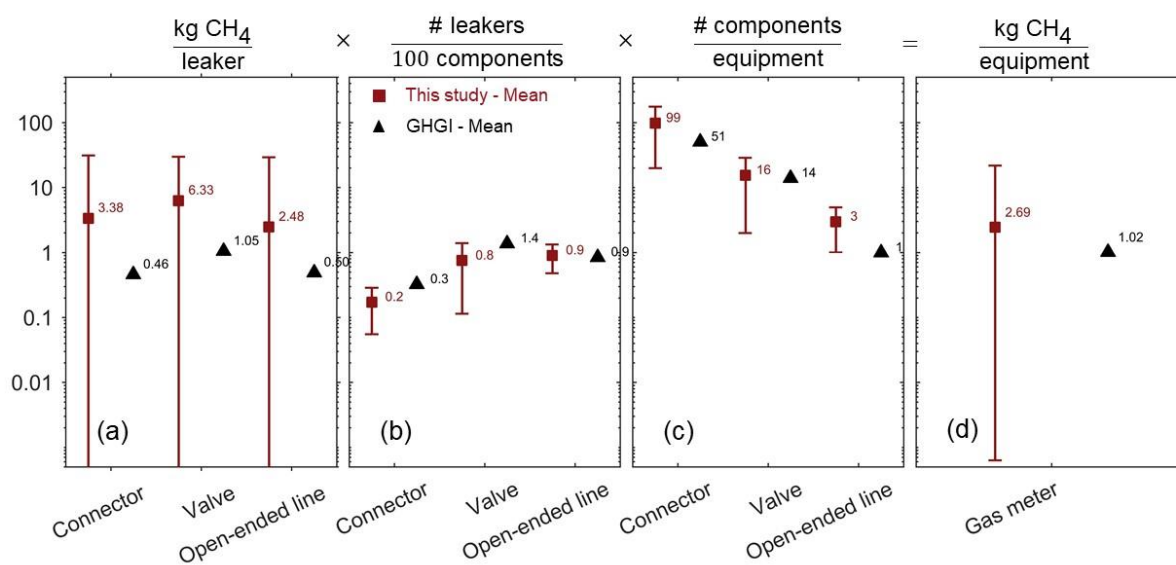 kg CH4 / leaker × # leakers / 100 components × # components / equipment = kg CH4 / equipment
This study - Mean
GHGI - Mean
100
10
1
0.1
0.01
3.38
0.46
6.33
1.05
2.48
0.50
(a)
0.2
0.3
0.8
1.4
0.9
0.9
(b)
99
51
16
14
3
1
(c)
2.69
1.02
(d)
Connector
Valve
Open-ended line
Connector
Valve
Open-ended line
Connector
Valve
Open-ended line
Gas meter